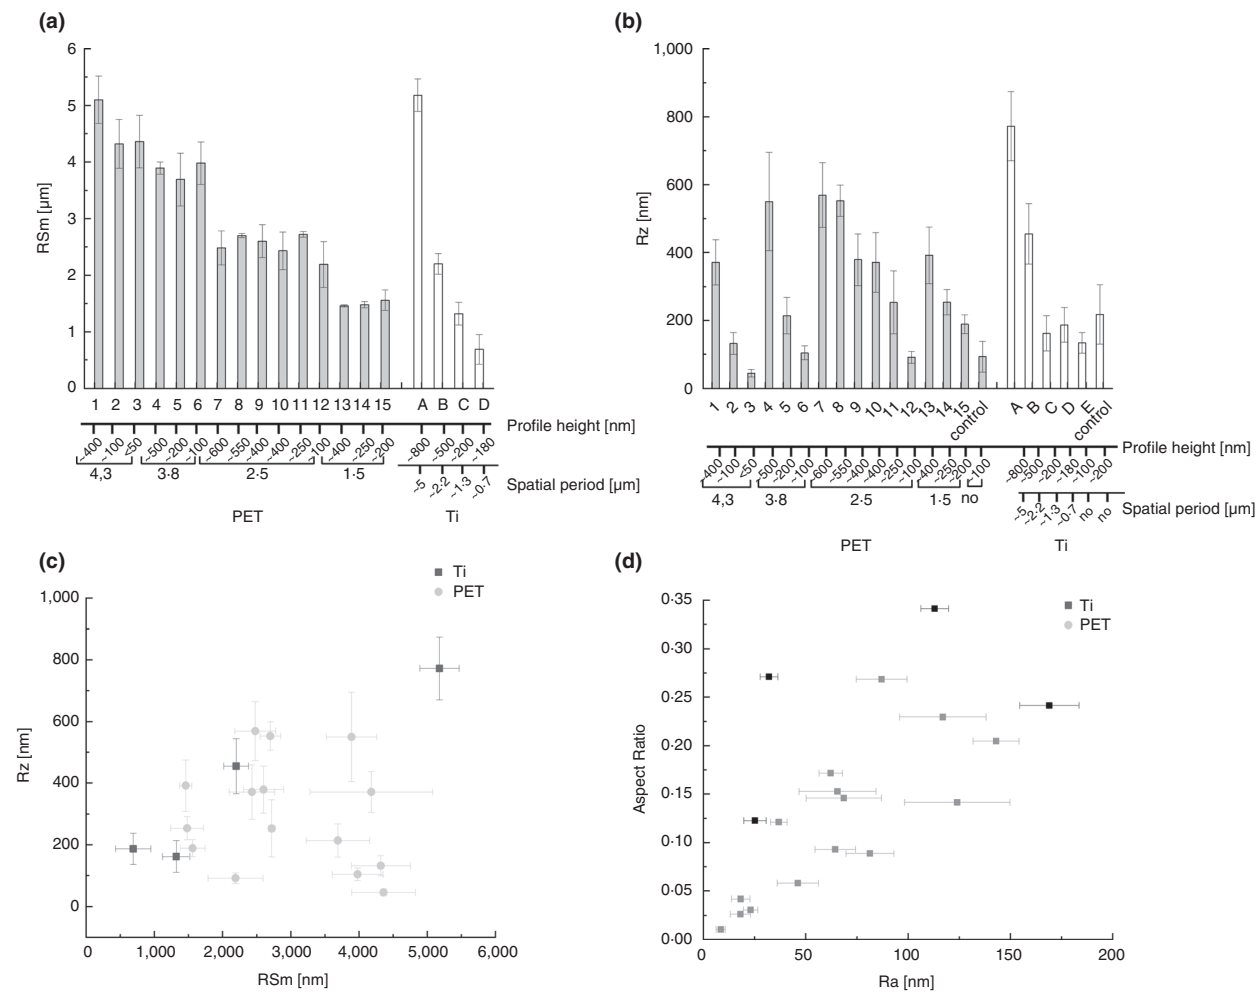 (a)
6
5
4
3
2
1
0
RSm [µm]
1 2 3 4 5 6 7 8 9 10 11 12 13 14 15 A B C D
Profile height [nm]
~400 ~100 <50 ~500 ~200 ~100 ~600 ~550 ~400 ~400 ~250 ~100 ~400 ~250 ~200 ~800 ~500 ~200 ~180
4,3 3·8 2·5 1·5
~5 ~2·2 ~1·3 ~0·7
Spatial period [µm]
PET Ti
(b)
1,000
800
600
400
200
0
Rz [nm]
1 2 3 4 5 6 7 8 9 10 11 12 13 14 15 control A B C D E control
Profile height [nm]
~400 ~100 <50 ~500 ~200 ~100 ~600 ~550 ~400 ~400 ~250 ~100 ~400 ~250 ~200 ~100 ~800 ~500 ~200 ~180 ~100 ~200
4,3 3·8 2·5 1·5 no
~5 ~2·2 ~1·3 ~0·7 no no
Spatial period [µm]
PET Ti
(c)
Ti
PET
1,000
800
600
400
200
0
Rz [nm]
0 1,000 2,000 3,000 4,000 5,000 6,000
RSm [nm]
(d)
Ti
PET
0·35
0·30
0·25
0·20
0·15
0·10
0·05
0·00
Aspect Ratio
0 50 100 150 200
Ra [nm]